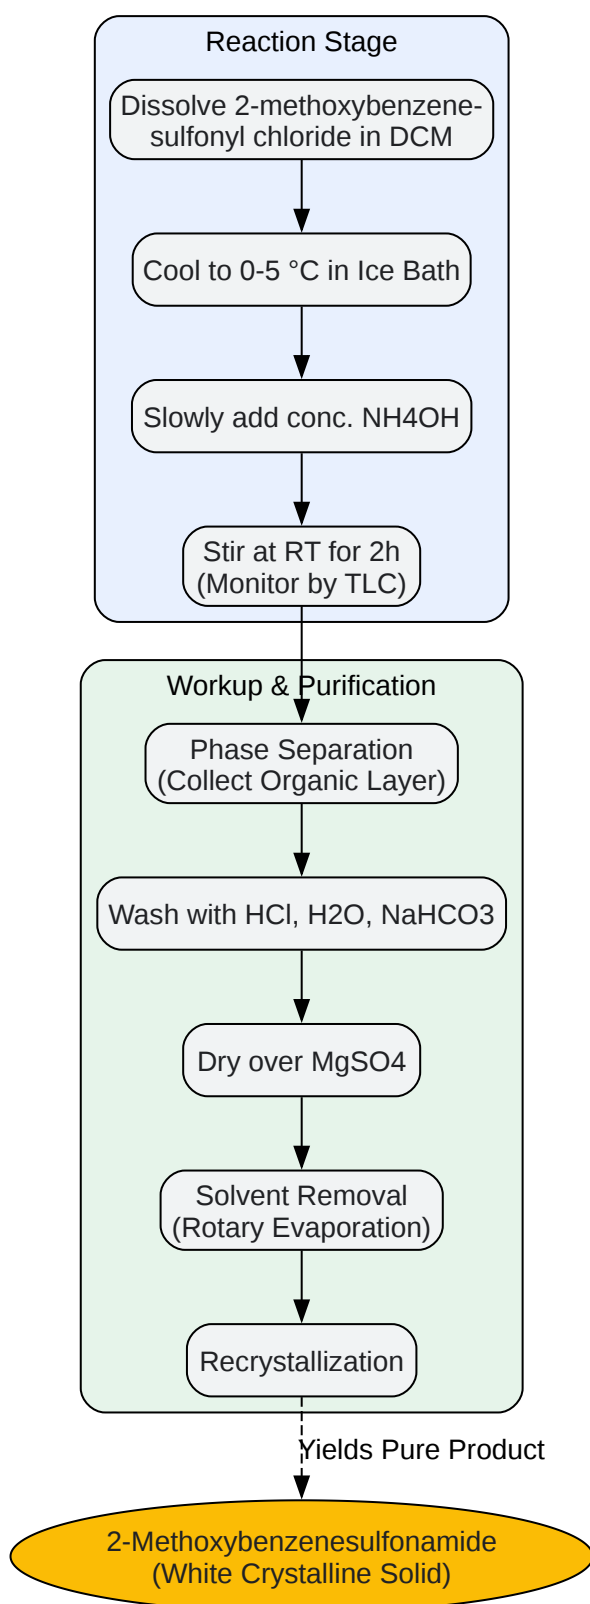 Reaction Stage
Dissolve 2-methoxybenzene-
sulfonyl chloride in DCM
Cool to 0-5 °C in Ice Bath
Slowly add conc. NH4OH
Stir at RT for 2h
(Monitor by TLC)
Workup & Purification
Phase Separation
(Collect Organic Layer)
Wash with HCl, H2O, NaHCO3
Dry over MgSO4
Solvent Removal
(Rotary Evaporation)
Recrystallization
Yields Pure Product
2-Methoxybenzenesulfonamide
(White Crystalline Solid)